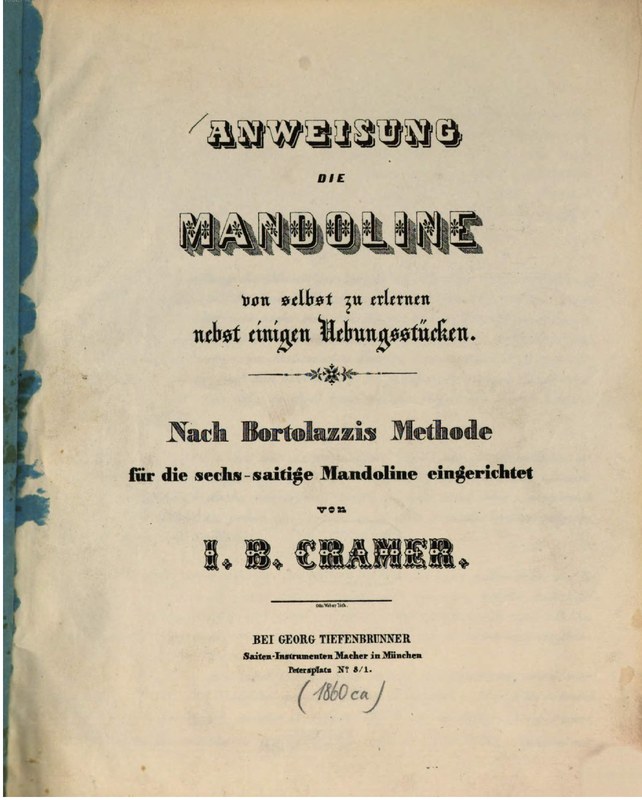 ANWEISUNG
DIE
MANDOLINE
von selbst zu erlernen
nebst einigen Uebungsstücken.
Nach Bortolazzis Methode
für die sechs-saitige Mandoline eingerichtet
von
I. B. CRAMER.
BEI GEORG TIEFENBRUNNER
Saiten-Instrumenten Macher in München
Petersplatz Nº 8/1.
(1860 ca)